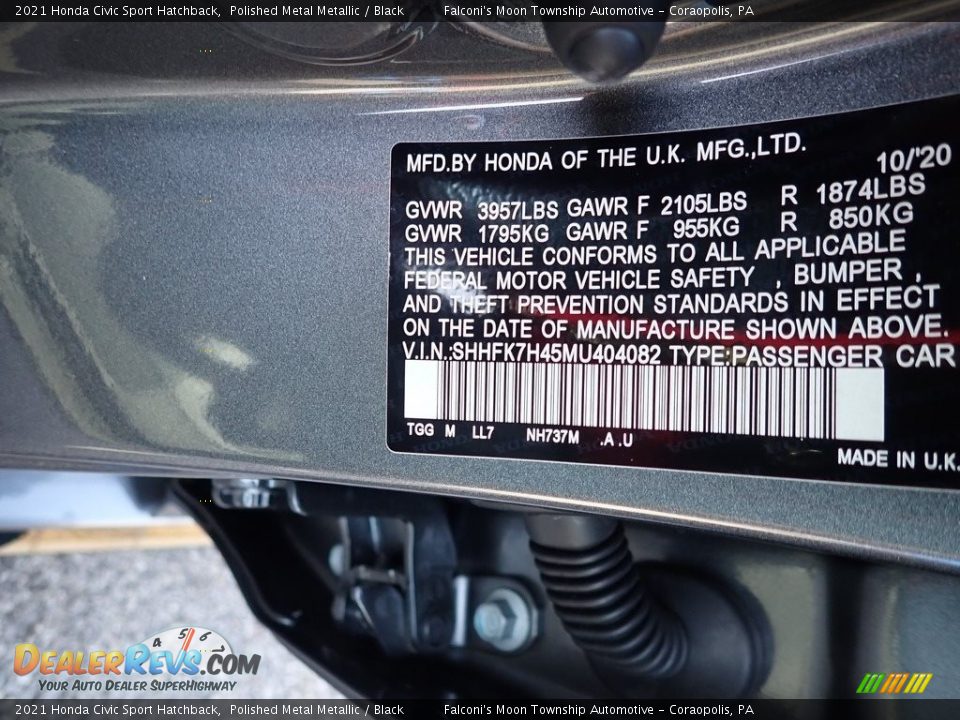 2021 Honda Civic Sport Hatchback, Polished Metal Metallic / Black Falconi's Moon Township Automotive - Coraopolis, PA
MFD.BY HONDA OF THE U.K. MFG.,LTD. 10/'20
GVWR 3957LBS GAWR F 2105LBS R 1874LBS
GVWR 1795KG GAWR F 955KG R 850KG
THIS VEHICLE CONFORMS TO ALL APPLICABLE
FEDERAL MOTOR VEHICLE SAFETY , BUMPER ,
AND THEFT PREVENTION STANDARDS IN EFFECT
ON THE DATE OF MANUFACTURE SHOWN ABOVE.
V.I.N.:SHHFK7H45MU404082 TYPE:PASSENGER CAR
TGG M LL7 NH737M .A .U
MADE IN U.K.
4 5 6
DEALERREVS.COM
YOUR AUTO DEALER SUPERHIGHWAY
2021 Honda Civic Sport Hatchback, Polished Metal Metallic / Black Falconi's Moon Township Automotive - Coraopolis, PA